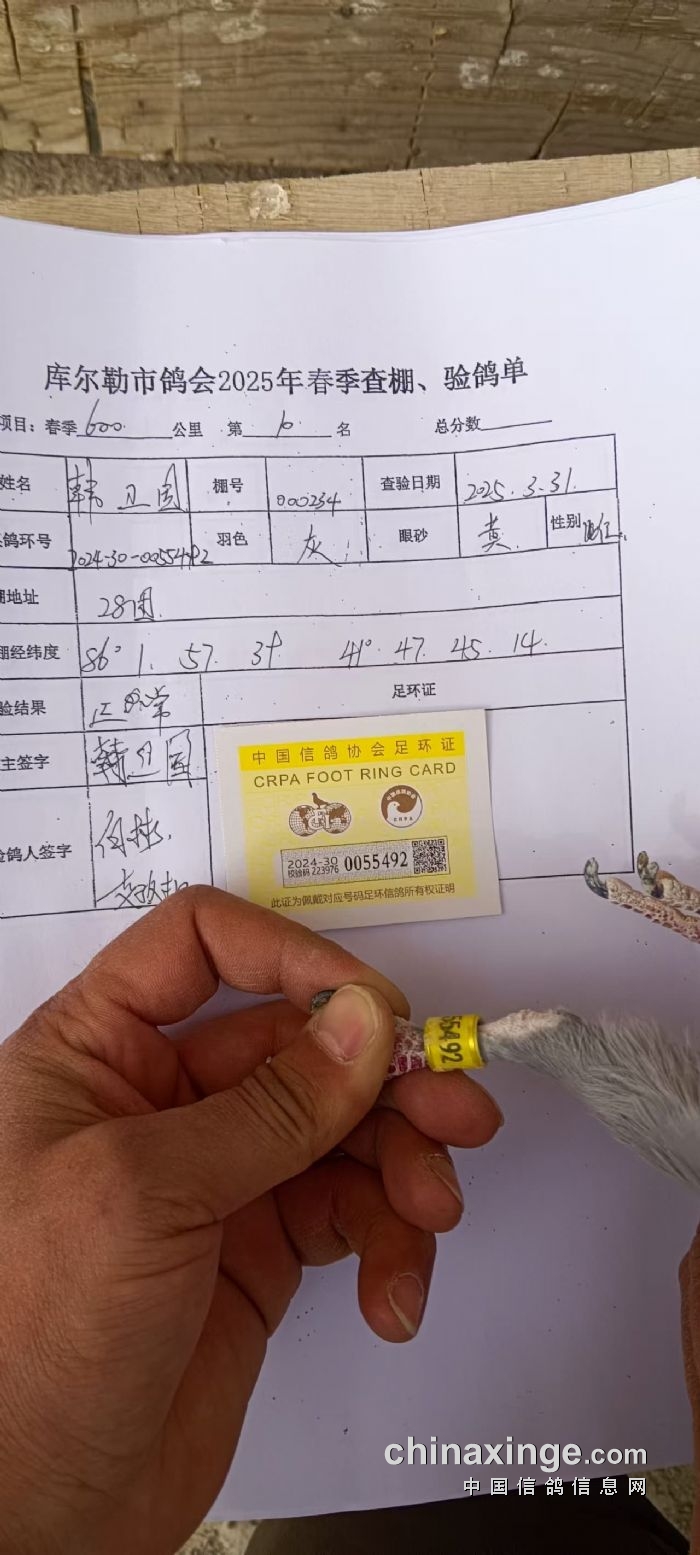 库尔勒市鸽会2025年春季查棚、验鸽单
项目：春季 600 公里 第 10 名 总分数
姓名 韩卫国 棚号 000234 查验日期 2025.3.31.
鸽环号 2024-30-0055492 羽色 灰 眼砂 黄 性别
棚地址 28团
棚经纬度 86° 1. 57. 39 41° 47. 45. 14.
验结果 正常 足环证
主签字 韩卫国
验鸽人签字
中国信鸽协会足环证
CRPA FOOT RING CARD
2024-30 0055492
校验码 223976
此证为佩戴对应号码足环信鸽所有权证明
55492
chinaxinge.com
中国信鸽信息网